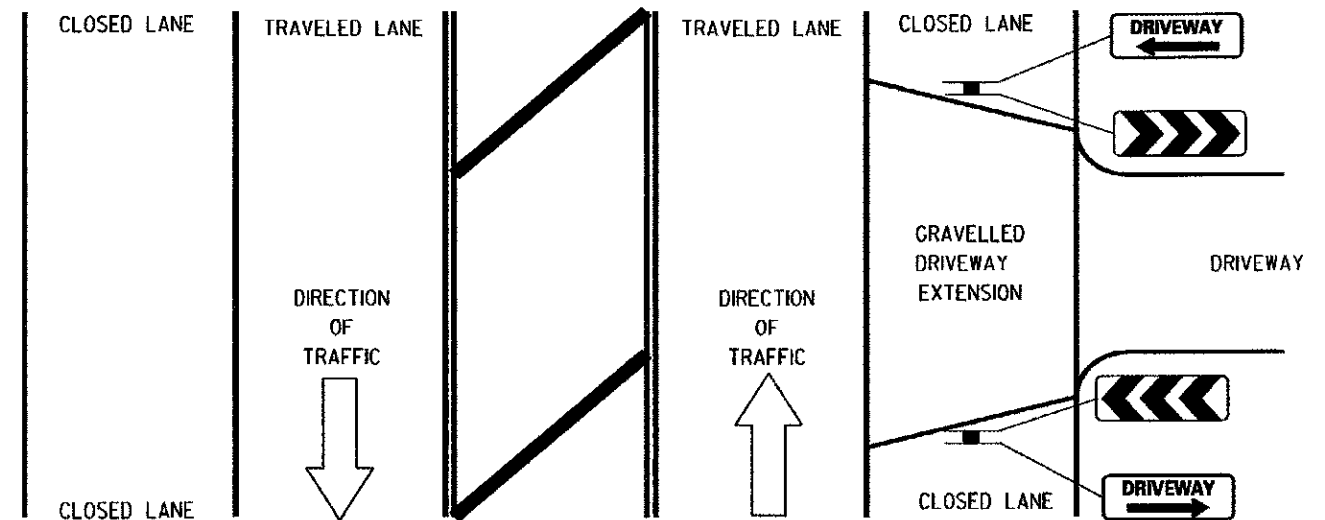 CLOSED LANE
TRAVELED LANE
TRAVELED LANE
CLOSED LANE
DRIVEWAY
GRAVELLED
DRIVEWAY
EXTENSION
DRIVEWAY
DIRECTION
OF
TRAFFIC
DIRECTION
OF
TRAFFIC
CLOSED LANE
CLOSED LANE
DRIVEWAY